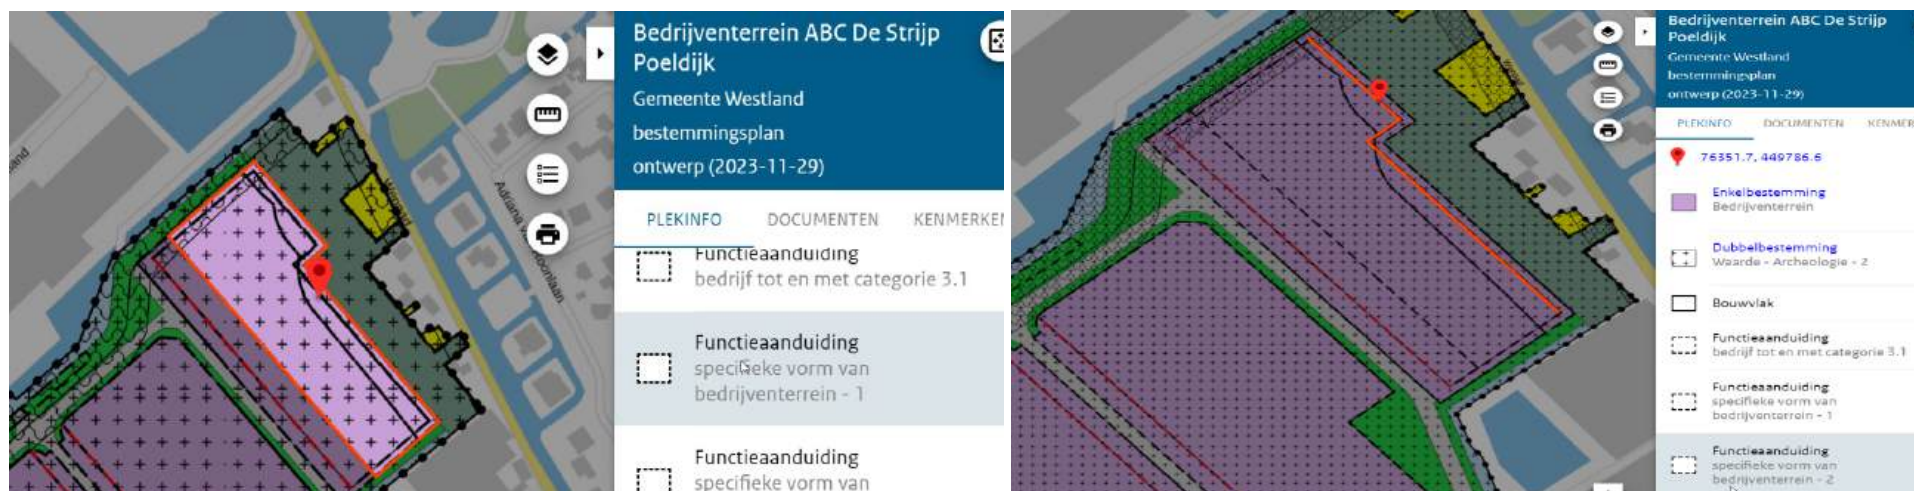 Bedrijventerrein ABC De Strijp
Poeldijk
Gemeente Westland
bestemmingsplan
ontwerp (2023-11-29)
PLEKINFO DOCUMENTEN KENMERKEN
Functieaanduiding
bedrijf tot en met categorie 3.1
Functieaanduiding
specifieke vorm van
bedrijventerrein - 1
Functieaanduiding
specifieke vorm van
Bedrijventerrein ABC De Strijp
Poeldijk
Gemeente Westland
bestemmingsplan
ontwerp (2023-11-29)
PLEKINFO DOCUMENTEN KENMER
76351.7, 449786.6
Enkelbestemming
Bedrijventerrein
Dubbelbestemming
Waarde - Archeologie - 2
Bouwvlak
Functieaanduiding
bedrijf tot en met categorie 3.1
Functieaanduiding
specifieke vorm van
bedrijventerrein - 1
Functieaanduiding
specifieke vorm van
bedrijventerrein - 2